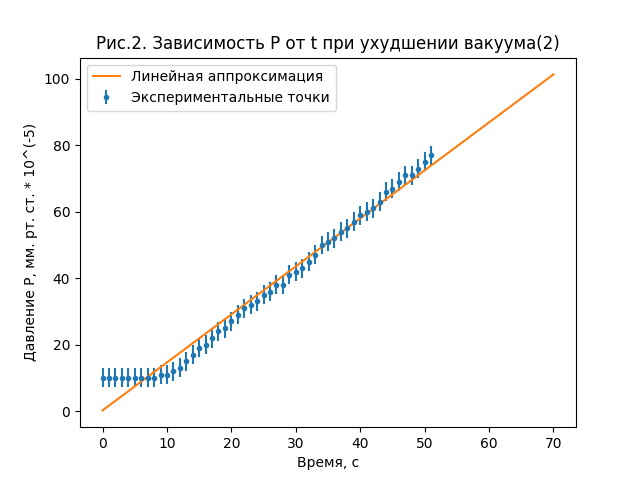 Рис.2. Зависимость P от t при ухудшении вакуума(2)
Линейная аппроксимация
Экспериментальные точки
100
80
60
40
20
0
Давление P, мм. рт. ст. * 10^(-5)
0 10 20 30 40 50 60 70
Время, с